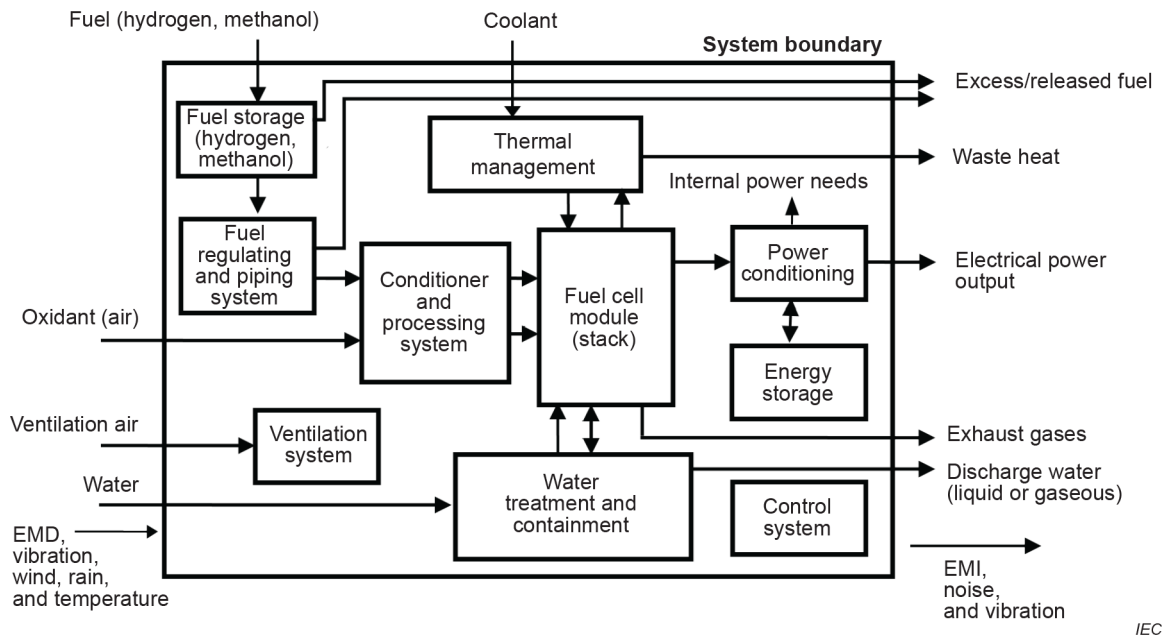 Fuel (hydrogen, methanol)
Coolant
System boundary
Excess/released fuel
Fuel storage
(hydrogen,
methanol)
Thermal
management
Waste heat
Internal power needs
Fuel
regulating
and piping
system
Conditioner
and
processing
system
Fuel cell
module
(stack)
Power
conditioning
Electrical power
output
Oxidant (air)
Energy
storage
Ventilation air
Ventilation
system
Exhaust gases
Water
Water
treatment and
containment
Discharge water
(liquid or gaseous)
Control
system
EMD,
vibration,
wind, rain,
and temperature
EMI,
noise,
and vibration
IEC